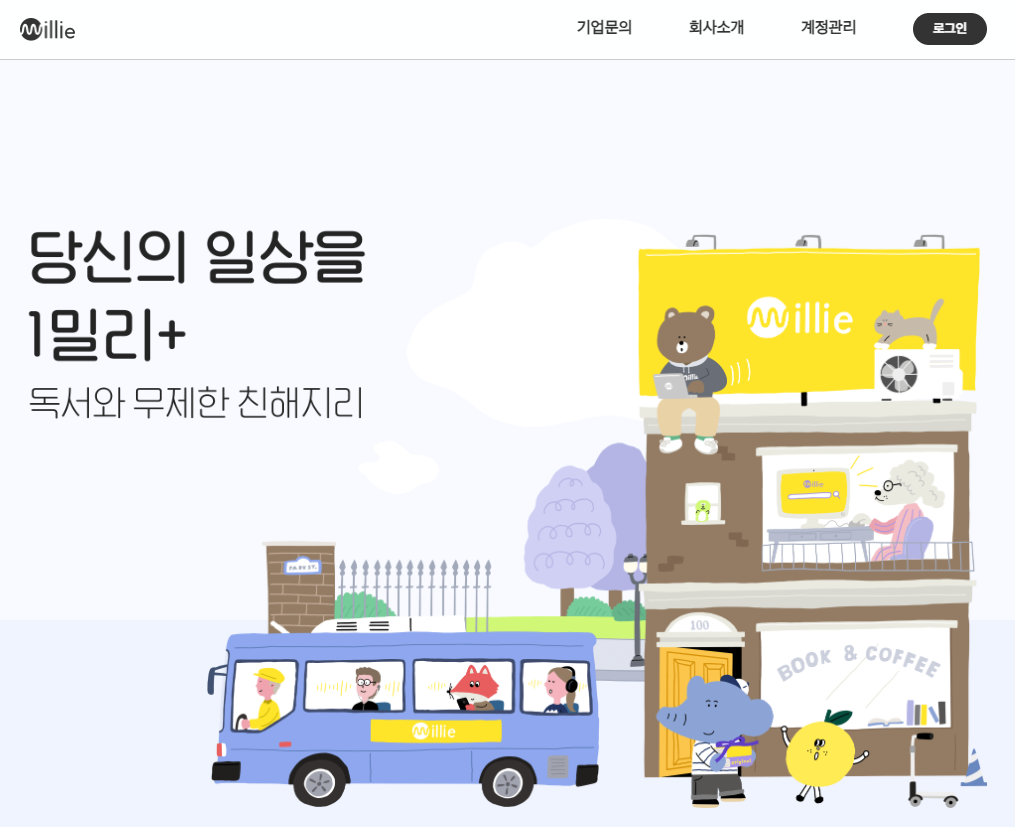 millie
기업문의
회사소개
계정관리
로그인
당신의 일상을
1밀리+
독서와 무제한 친해지리
millie
millie
millie
PARK ST.
100
BOOK & COFFEE
millie
original